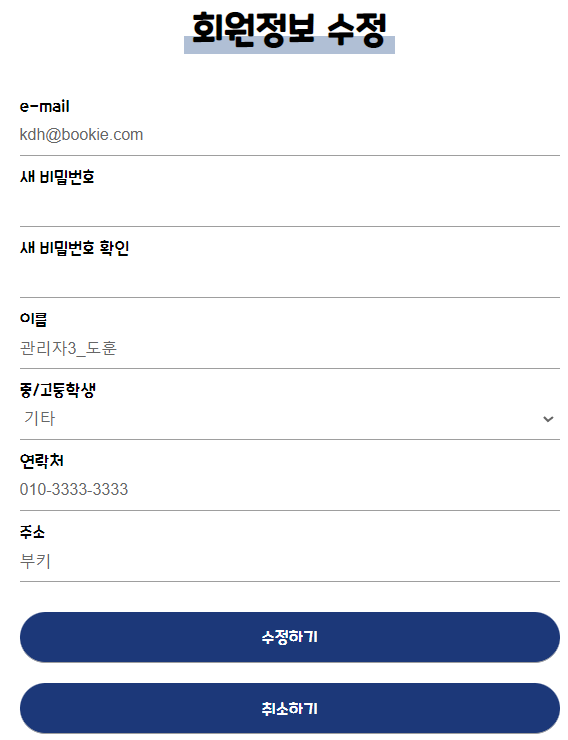 회원정보 수정
e-mail
kdh@bookie.com
새 비밀번호
새 비밀번호 확인
이름
관리자3_도훈
중/고등학생
기타
연락처
010-3333-3333
주소
부키
수정하기
취소하기